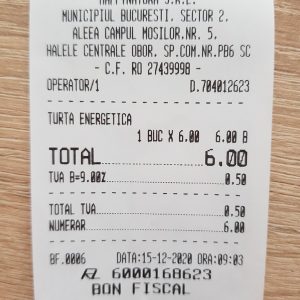 MUNICIPIUL BUCURESTI, SECTOR 2,
ALEEA CAMPUL MOSILOR,NR. 5,
HALELE CENTRALE OBOR, SP.COM.NR.PB6 SC
- C.F. RO 27439998 -
OPERATOR/1 D.704012623
TURTA ENERGETICA
1 BUC X 6.00 6.00 B
TOTAL 6.00
TVA B=9.00% 0.50
TOTAL TVA 0.50
NUMERAR 6.00
BF.0006 DATA:15-12-2020 ORA:09:03
6000168623
BON FISCAL